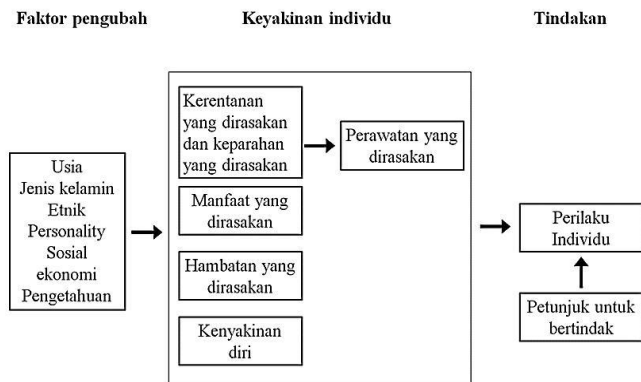 Faktor pengubah
Keyakinan individu
Tindakan
Usia
Jenis kelamin
Etnik
Personality
Sosial
ekonomi
Pengetahuan
Kerentanan
yang dirasakan
dan keparahan
yang dirasakan
Perawatan yang
dirasakan
Manfaat yang
dirasakan
Hambatan yang
dirasakan
Kenyakinan
diri
Perilaku
Individu
Petunjuk untuk
bertindak